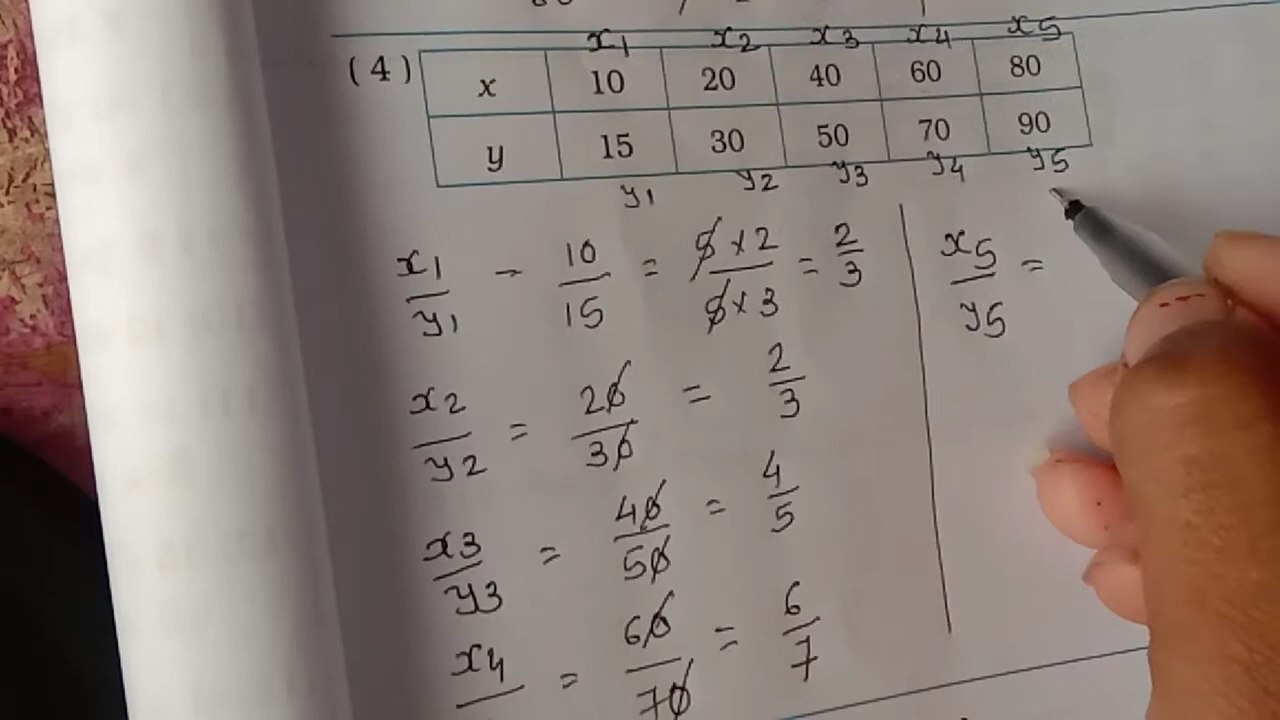 x1 x2 x3 x4 x5
(4) x 10 20 40 60 80
y 15 30 50 70 90
y1 y2 y3 y4 y5
x1/y1 - 10/15 = 5×2/5×3 = 2/3
x5/y5 =
x2/y2 = 20/30 = 2/3
x3/y3 = 40/50 = 4/5
x4/ = 60/70 = 6/7